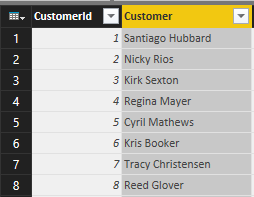 CustomerId Customer
1 1 Santiago Hubbard
2 2 Nicky Rios
3 3 Kirk Sexton
4 4 Regina Mayer
5 5 Cyril Mathews
6 6 Kris Booker
7 7 Tracy Christensen
8 8 Reed Glover